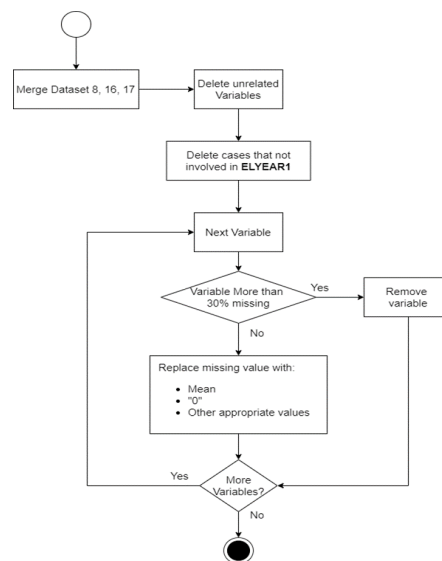 Merge Dataset 8, 16, 17
Delete unrelated
Variables
Delete cases that not
involved in ELYEAR1
Next Variable
Variable More than
30% missing
Yes
Remove
variable
No
Replace missing value with:
• Mean
• "0"
• Other appropriate values
Yes
More
Variables?
No